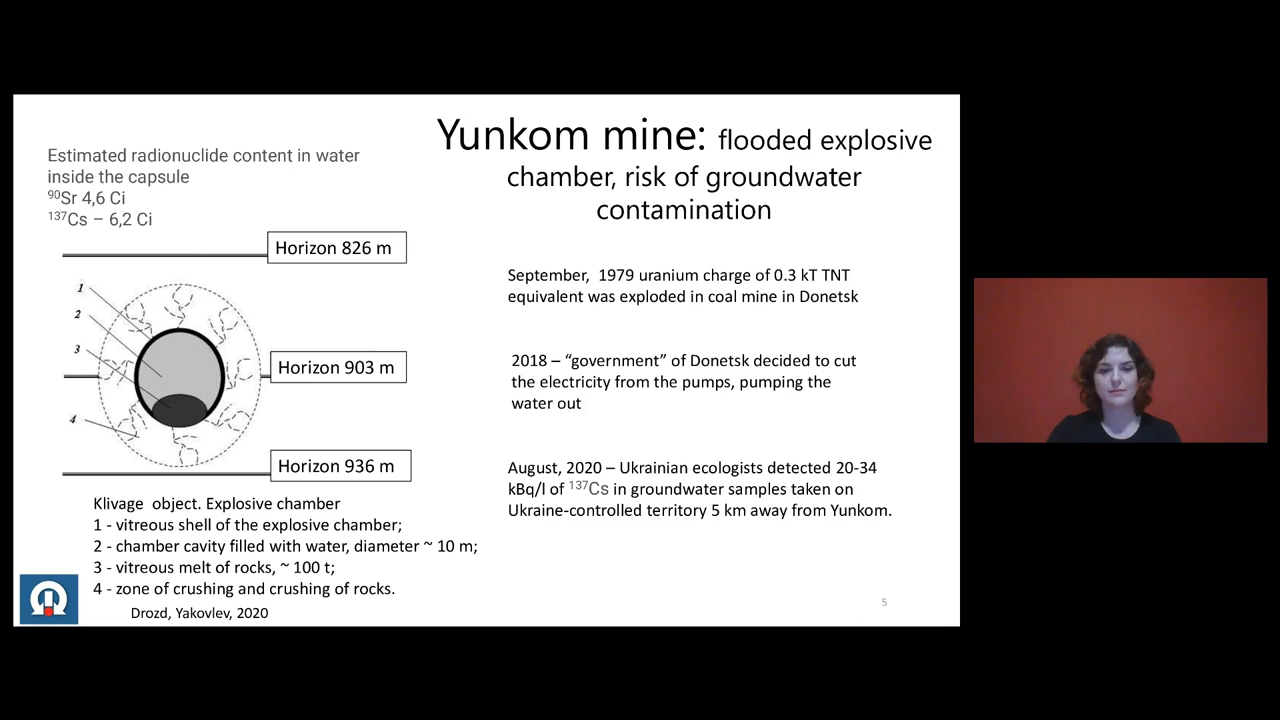 Yunkom mine: flooded explosive
chamber, risk of groundwater
contamination
Estimated radionuclide content in water
inside the capsule
⁹⁰Sr 4,6 Ci
¹³⁷Cs – 6,2 Ci
Horizon 826 m
1
2
3
Horizon 903 m
4
Horizon 936 m
Klivage object. Explosive chamber
1 - vitreous shell of the explosive chamber;
2 - chamber cavity filled with water, diameter ~ 10 m;
3 - vitreous melt of rocks, ~ 100 t;
4 - zone of crushing and crushing of rocks.
Drozd, Yakovlev, 2020
September, 1979 uranium charge of 0.3 kT TNT
equivalent was exploded in coal mine in Donetsk
2018 – “government” of Donetsk decided to cut
the electricity from the pumps, pumping the
water out
August, 2020 – Ukrainian ecologists detected 20-34
kBq/l of ¹³⁷Cs in groundwater samples taken on
Ukraine-controlled territory 5 km away from Yunkom.
5